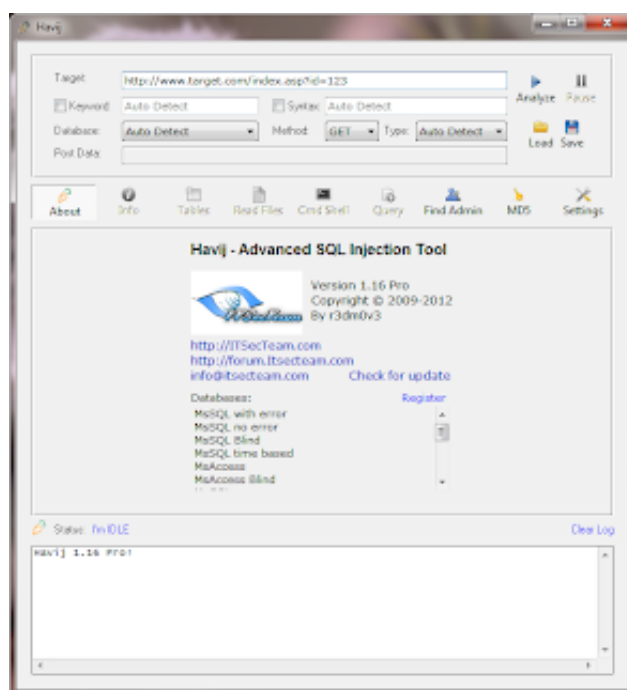 Havij
Target: http://www.target.com/index.asp?id=123
Analyze Pause
Keyword: Auto Detect Syntax: Auto Detect
Database: Auto Detect Method: GET Type: Auto Detect
Load Save
Post Data:
About Info Tables Read Files Cmd Shell Query Find Admin MD5 Settings
Havij - Advanced SQL Injection Tool
Version 1.16 Pro
Copyright © 2009-2012
By r3dm0v3
http://ITSecTeam.com
http://forum.itsecteam.com
info@itsecteam.com Check for update
Databases: Register
MsSQL with error
MsSQL no error
MsSQL Blind
MsSQL time based
MsAccess
MsAccess Blind
Status: I'm IDLE Clear Log
Havij 1.16 Pro!